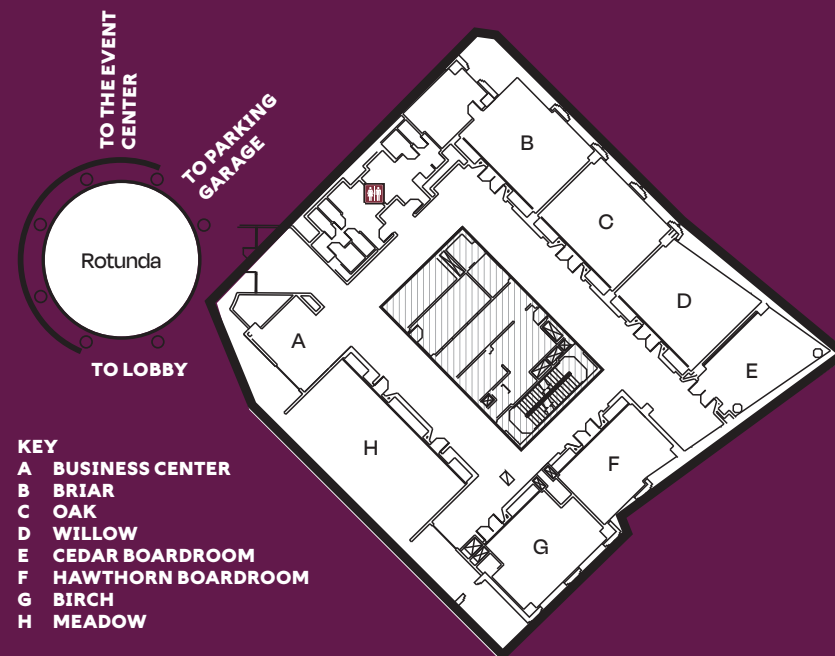 TO THE EVENT
CENTER
TO PARKING
GARAGE
Rotunda
TO LOBBY
A
B
C
D
E
F
G
H
KEY
A BUSINESS CENTER
B BRIAR
C OAK
D WILLOW
E CEDAR BOARDROOM
F HAWTHORN BOARDROOM
G BIRCH
H MEADOW